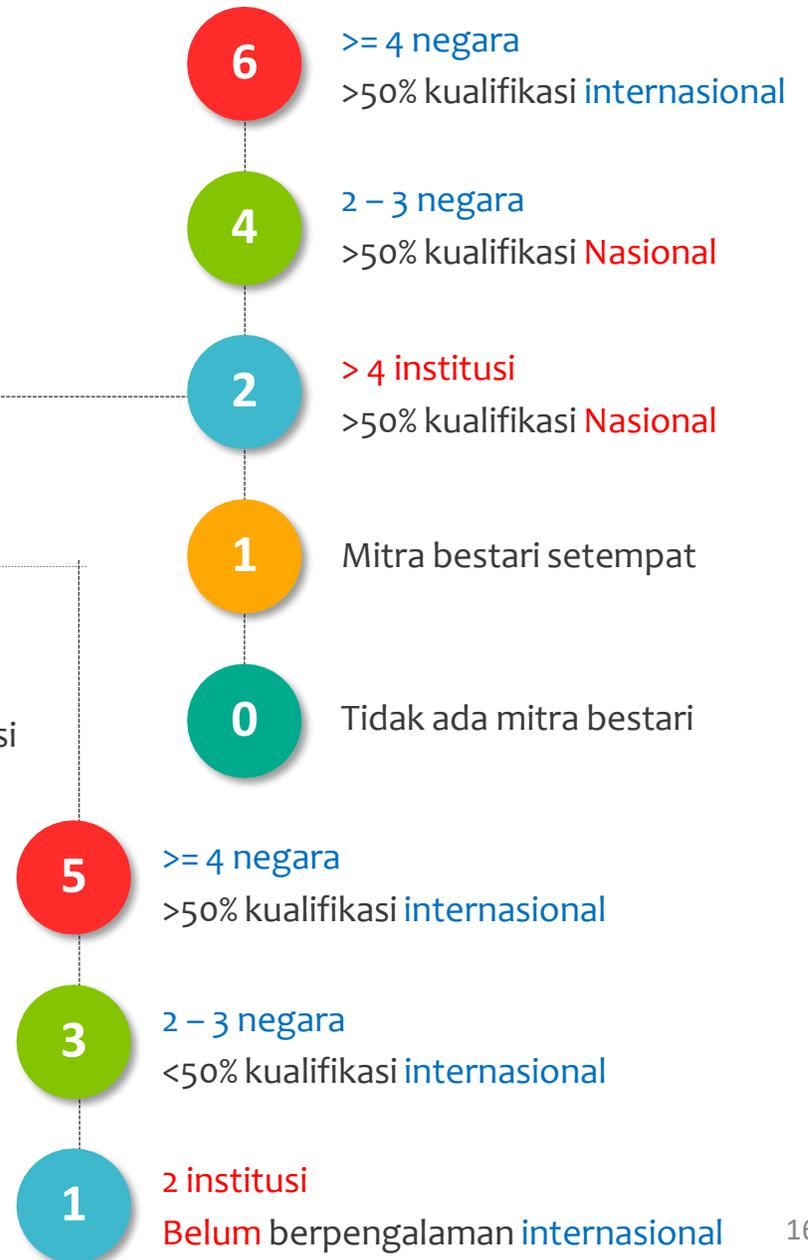 6
>= 4 negara
>50% kualifikasi internasional
4
2 – 3 negara
>50% kualifikasi Nasional
2
> 4 institusi
>50% kualifikasi Nasional
1
Mitra bestari setempat
0
Tidak ada mitra bestari
si
5
>= 4 negara
>50% kualifikasi internasional
3
2 – 3 negara
<50% kualifikasi internasional
1
2 institusi
Belum berpengalaman internasional
16